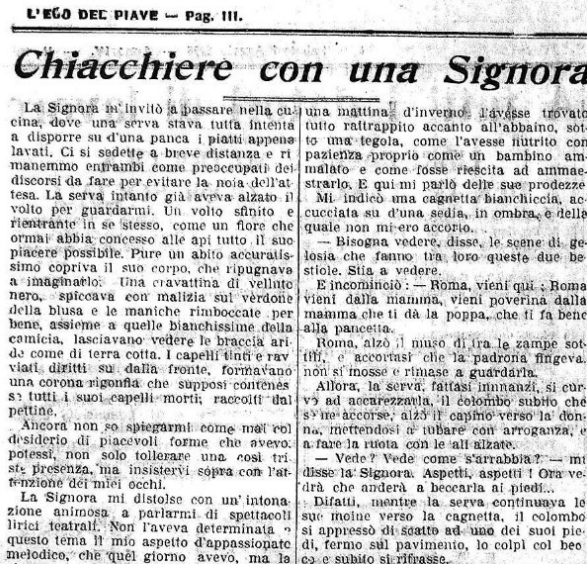 L'ECO DEL PIAVE — Pag. III.
Chiacchiere con una Signora
La Signora m'invitò a passare nella cu-
cina, dove una serva stava tutta intenta
a disporre su d'una panca i piatti appena
lavati. Ci si sedette a breve distanza e ri
manemmo entrambi come preoccupati dei
discorsi da fare per evitare la noia dell'at-
tesa. La serva intanto già aveva alzato il
volto per guardarmi. Un volto sfinito e
rientrante in se stesso, come un fiore che
ormai abbia concesso alle api tutto il suo
piacere possibile. Pure un abito accuratis-
simo copriva il suo corpo, che ripugnava
a imaginarlo. Una cravattina di velluto
nero, spiccava con malizia sul verdone
della blusa e le maniche rimboccate per
bene, assieme a quelle bianchissime della
camicia, lasciavano vedere le braccia ari-
de come di terra cotta. I capelli tinti e rav
viati diritti su dalla fronte, formavano
una corona rigonfia che supposi contenes
se tutti i suoi capelli morti, raccolti dal
pettine.
Ancora non so spiegarmi come mai col
desiderio di piacevoli forme che avevo,
potessi, non solo tollerare una così tri
ste presenza, ma insistervi sopra con l'at-
tenzione dei miei occhi.
La Signora mi distolse con un'intona-
zione animosa a parlarmi di spettacoli
lirici teatrali. Non l'aveva determinata a
questo tema il mio aspetto d'appassionato
melodico, che quel giorno avevo, ma la
una mattina d'inverno l'avesse trovato
tutto rattrappito accanto all'abbaino, sot-
to una tegola, come l'avesse nutrito con
pazienza proprio come un bambino am-
malato e come fosse riescita ad ammae-
strarlo. E qui mi parlò delle sue prodezze
Mi indicò una cagnetta bianchiccia, ac-
cucciata su d'una sedia, in ombra, e della
quale non mi ero accorto.
— Bisogna vedere, disse, le scene di ge-
losia che fanno tra loro queste due be-
stiole. Stia a vedere.
E incominciò: — Roma, vieni qui; Roma
vieni dalla mamma, vieni poverina dalla
mamma che ti dà la poppa, che ti fa bene
alla pancetta.
Roma, alzò il muso di tra le zampe sot-
tili, e accortasi che la padrona fingeva,
non si mosse e rimase a guardarla.
Allora, la serva, fattasi innnanzi, si cur-
vò ad accarezzarla, il colombo subito che
se ne accorse, alzò il capino verso la don-
na, mettendosi a tubare con arroganza, e
a fare la ruota con le ali alzate.
— Vede? Vede come s'arrabbia? — mi
disse la Signora. Aspetti, aspetti! Ora ve-
drà che anderà a beccarla ai piedi...
Difatti, mentre la serva continuava le
sue moine verso la cagnetta, il colombo
si appressò di scatto ad uno dei suoi pie-
di, fermo sul pavimento, lo colpì col bec-
co e subito si rifrasse.